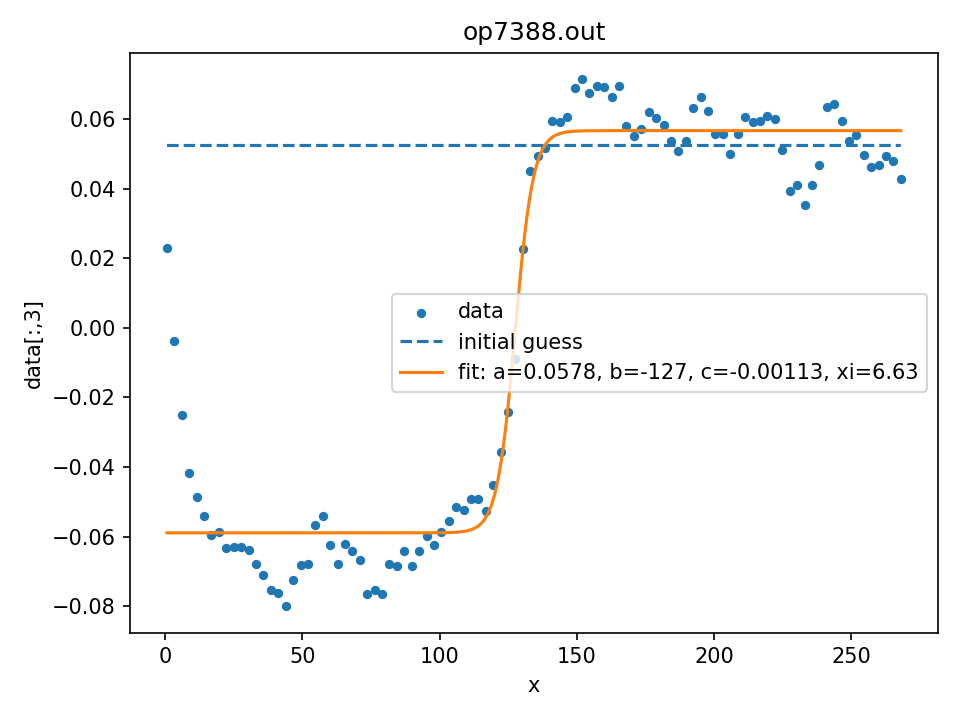 op7388.out
data[:,3]
0.06
0.04
0.02
0.00
−0.02
−0.04
−0.06
−0.08
data
initial guess
fit: a=0.0578, b=-127, c=-0.00113, xi=6.63
0 50 100 150 200 250
x